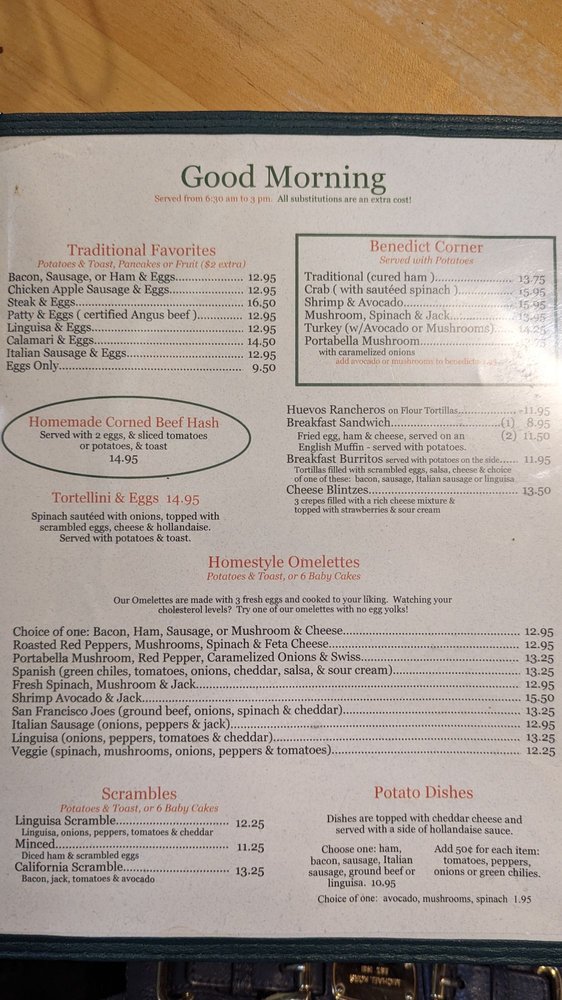 Good Morning
Served from 6:30 am to 3 pm. All substitutions are an extra cost!
Traditional Favorites
Potatoes & Toast, Pancakes or Fruit ($2 extra)
Bacon, Sausage, or Ham & Eggs 12.95
Chicken Apple Sausage & Eggs 12.95
Steak & Eggs 16.50
Patty & Eggs ( certified Angus beef ) 12.95
Linguisa & Eggs 12.95
Calamari & Eggs 14.50
Italian Sausage & Eggs 12.95
Eggs Only 9.50
Benedict Corner
Served with Potatoes
Traditional (cured ham ) 13.75
Crab ( with sautéed spinach ) 15.95
Shrimp & Avocado 15.95
Mushroom, Spinach & Jack 13.95
Turkey (w/Avocado or Mushrooms) 14.25
Portabella Mushroom
with caramelized onions
add avocado or mushrooms to benedicts
Homemade Corned Beef Hash
Served with 2 eggs, & sliced tomatoes
or potatoes, & toast
14.95
Tortellini & Eggs 14.95
Spinach sautéed with onions, topped with
scrambled eggs, cheese & hollandaise.
Served with potatoes & toast.
Huevos Rancheros on Flour Tortillas 11.95
Breakfast Sandwich (1) 8.95
Fried egg, ham & cheese, served on an (2) 11.50
English Muffin - served with potatoes.
Breakfast Burritos served with potatoes on the side 11.95
Tortillas filled with scrambled eggs, salsa, cheese & choice
of one of these: bacon, sausage, Italian sausage or linguisa
Cheese Blintzes 13.50
3 crepes filled with a rich cheese mixture &
topped with strawberries & sour cream
Homestyle Omelettes
Potatoes & Toast, or 6 Baby Cakes
Our Omelettes are made with 3 fresh eggs and cooked to your liking. Watching your
cholesterol levels? Try one of our omelettes with no egg yolks!
Choice of one: Bacon, Ham, Sausage, or Mushroom & Cheese 12.95
Roasted Red Peppers, Mushrooms, Spinach & Feta Cheese 12.95
Portabella Mushroom, Red Pepper, Caramelized Onions & Swiss 13.25
Spanish (green chiles, tomatoes, onions, cheddar, salsa, & sour cream) 13.25
Fresh Spinach, Mushroom & Jack 12.95
Shrimp Avocado & Jack 15.50
San Francisco Joes (ground beef, onions, spinach & cheddar) 13.25
Italian Sausage (onions, peppers & jack) 12.95
Linguisa (onions, peppers, tomatoes & cheddar) 13.25
Veggie (spinach, mushrooms, onions, peppers & tomatoes) 12.25
Scrambles
Potatoes & Toast, or 6 Baby Cakes
Linguisa Scramble 12.25
Linguisa, onions, peppers, tomatoes & cheddar
Minced 11.25
Diced ham & scrambled eggs
California Scramble 13.25
Bacon, jack, tomatoes & avocado
Potato Dishes
Dishes are topped with cheddar cheese and
served with a side of hollandaise sauce.
Choose one: ham,
bacon, sausage, Italian
sausage, ground beef or
linguisa. 10.95
Add 50¢ for each item:
tomatoes, peppers,
onions or green chilies.
Choice of one: avocado, mushrooms, spinach 1.95
MICHAEL KORS